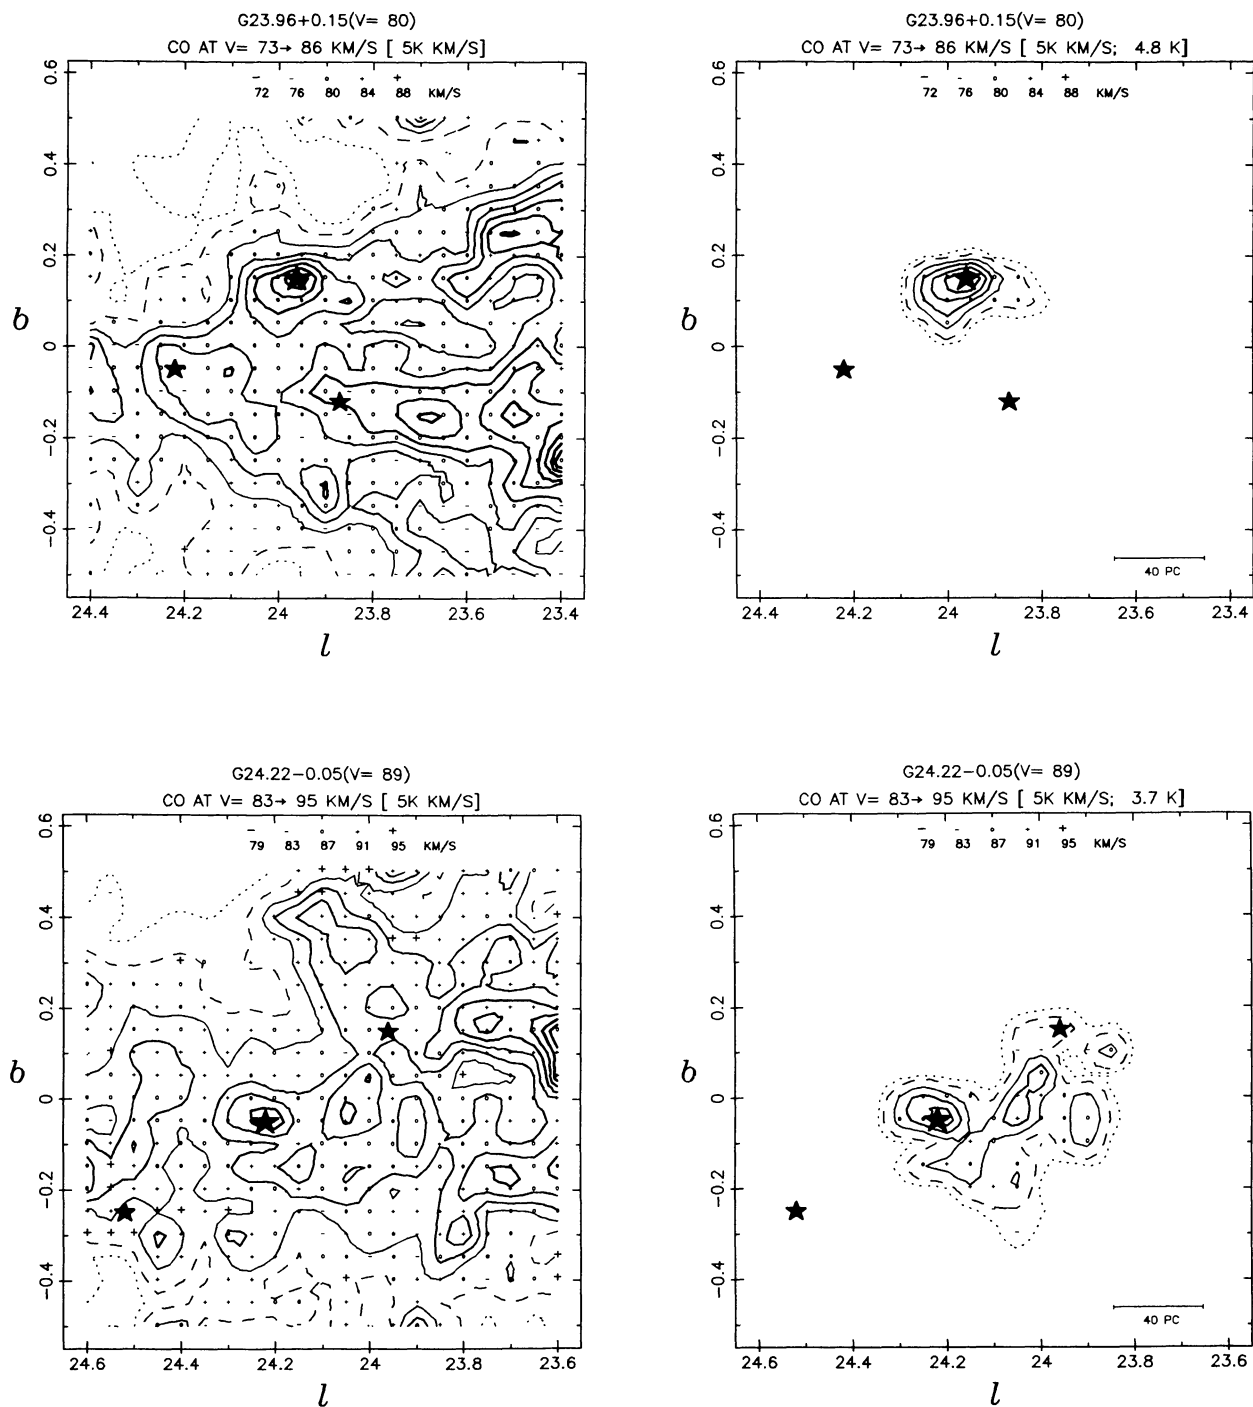 G23.96+0.15(V= 80)
CO AT V= 73→ 86 KM/S [ 5K KM/S]
72 76 80 84 88 KM/S
0.6
0.4
0.2
0
−0.2
−0.4
b
24.4 24.2 24 23.8 23.6 23.4
l
G23.96+0.15(V= 80)
CO AT V= 73→ 86 KM/S [ 5K KM/S; 4.8 K]
72 76 80 84 88 KM/S
0.6
0.4
0.2
0
−0.2
−0.4
b
40 PC
24.4 24.2 24 23.8 23.6 23.4
l
G24.22−0.05(V= 89)
CO AT V= 83→ 95 KM/S [ 5K KM/S]
79 83 87 91 95 KM/S
0.6
0.4
0.2
0
−0.2
−0.4
b
24.6 24.4 24.2 24 23.8 23.6
l
G24.22−0.05(V= 89)
CO AT V= 83→ 95 KM/S [ 5K KM/S; 3.7 K]
79 83 87 91 95 KM/S
0.6
0.4
0.2
0
−0.2
−0.4
b
40 PC
24.6 24.4 24.2 24 23.8 23.6
l